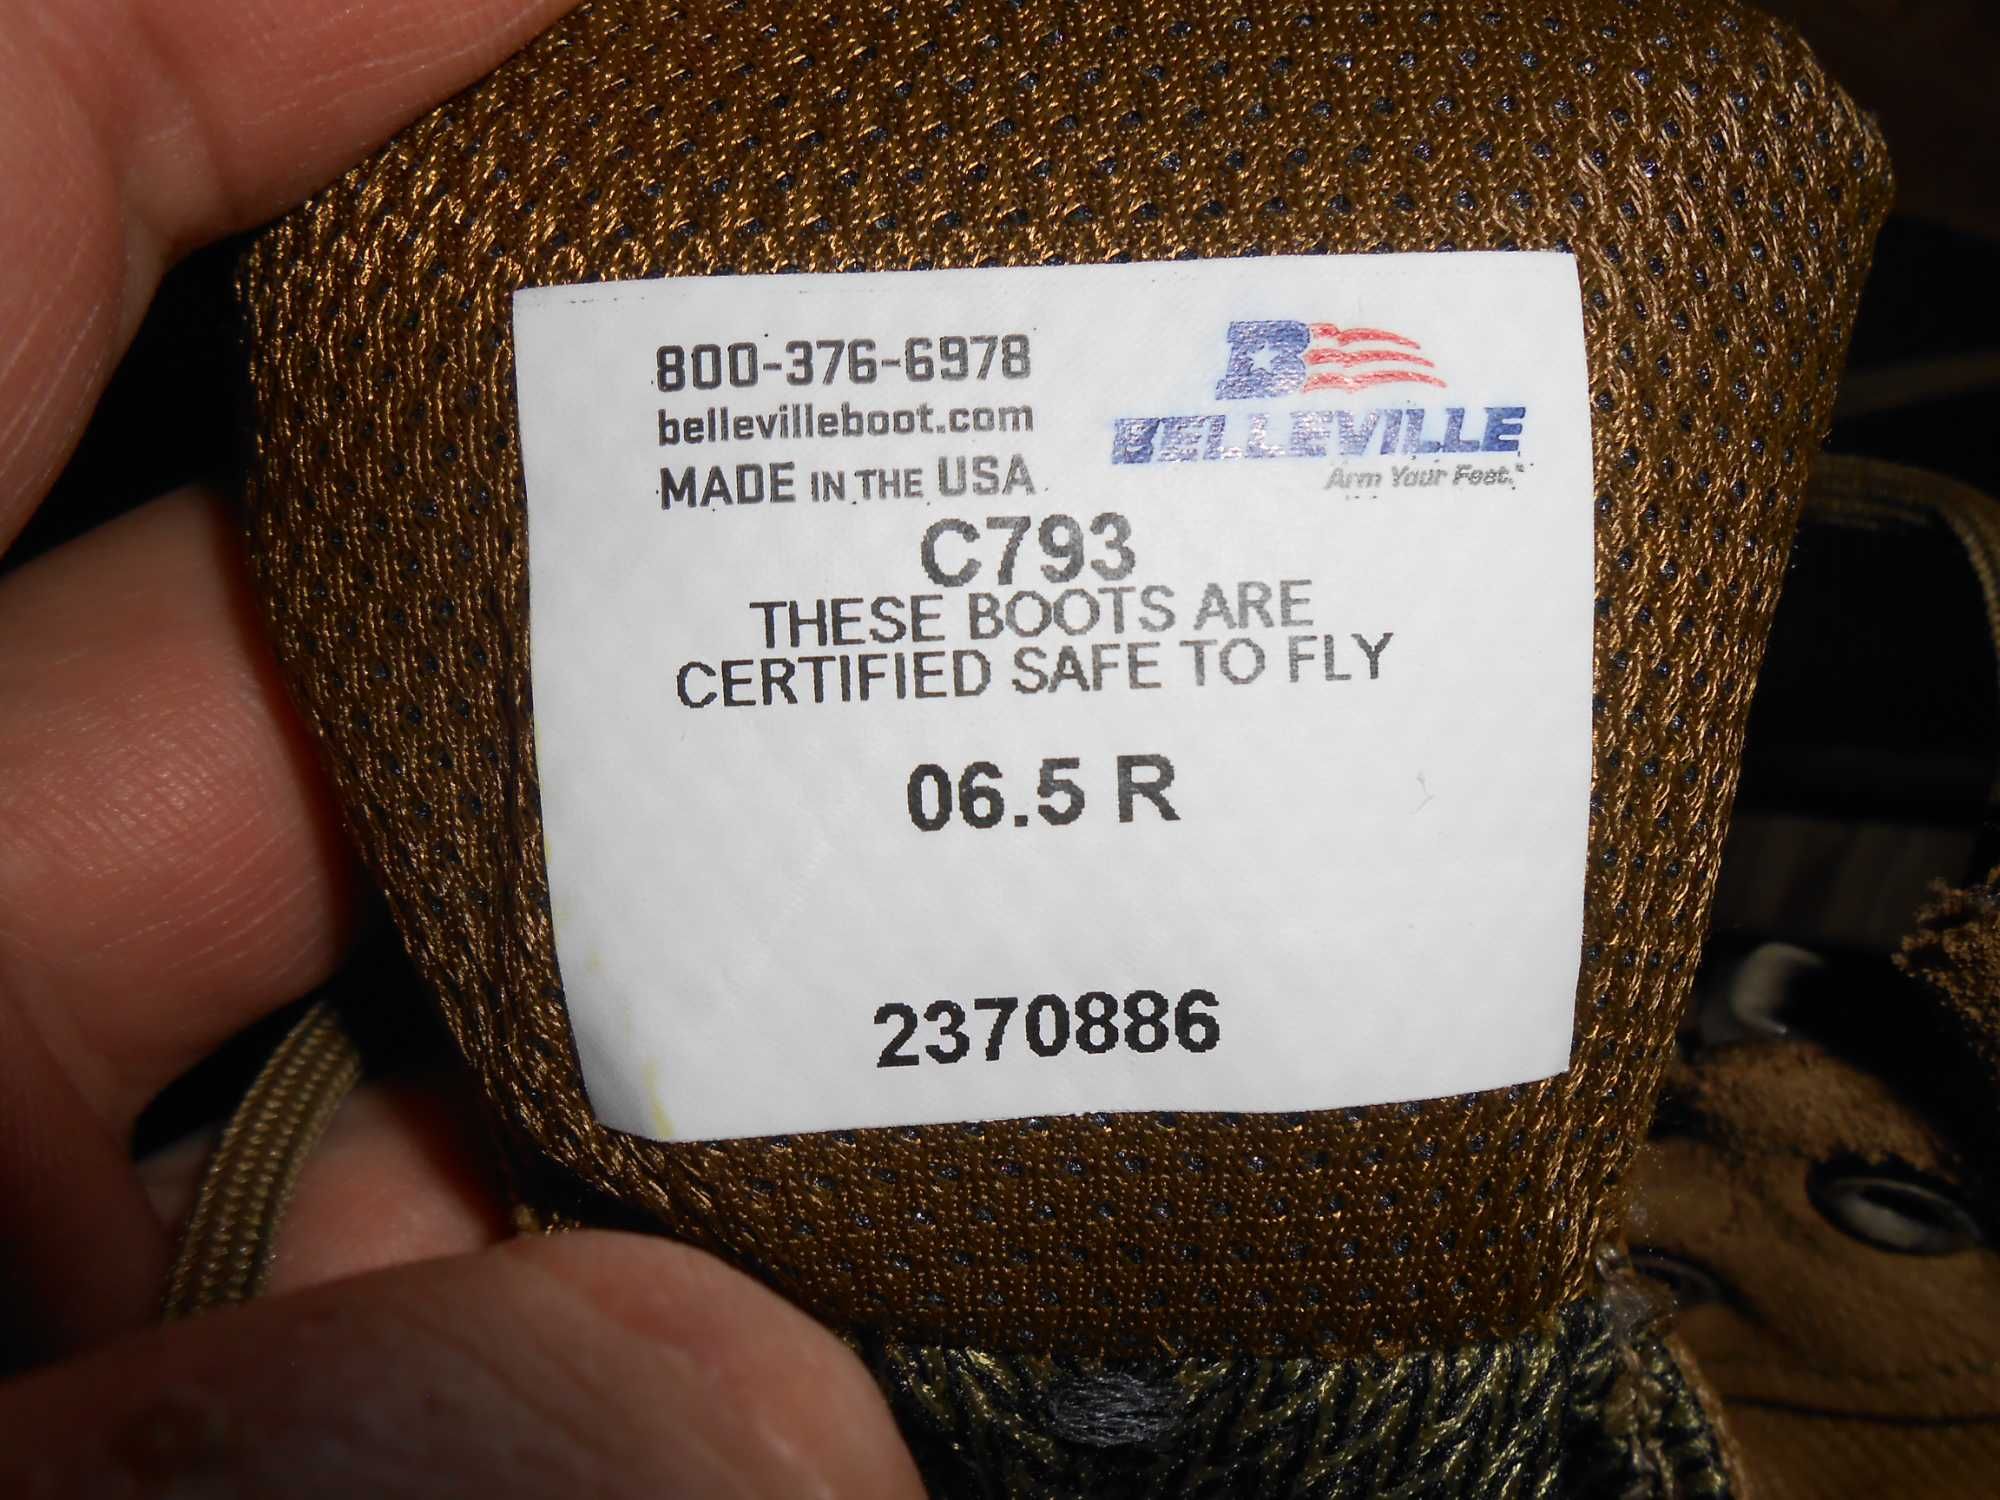 800-376-6978
bellevilleboot.com
MADE IN THE USA
B
BELLEVILLE
Arm Your Feet.
C793
THESE BOOTS ARE
CERTIFIED SAFE TO FLY
06.5 R
2370886